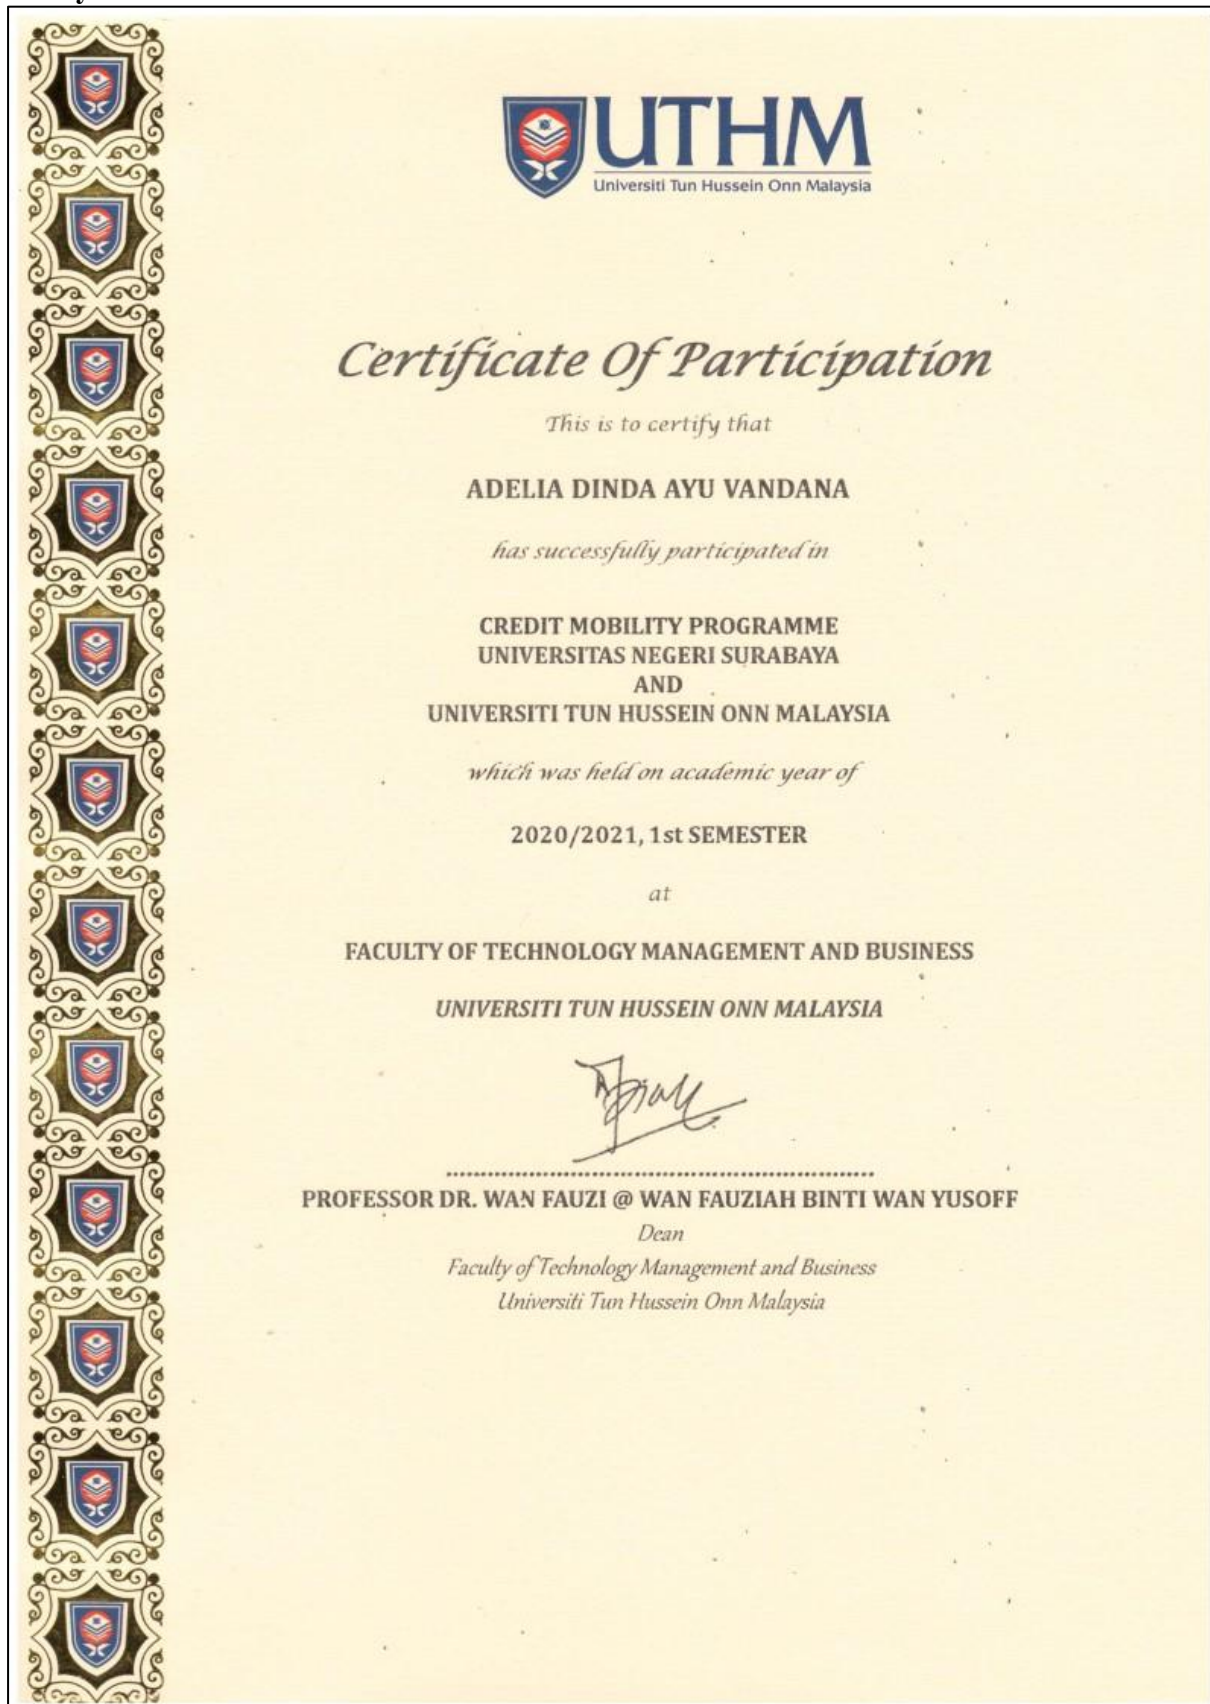 UTHM
Universiti Tun Hussein Onn Malaysia
Certificate Of Participation
This is to certify that
ADELIA DINDA AYU VANDANA
has successfully participated in
CREDIT MOBILITY PROGRAMME
UNIVERSITAS NEGERI SURABAYA
AND
UNIVERSITI TUN HUSSEIN ONN MALAYSIA
which was held on academic year of
2020/2021, 1st SEMESTER
at
FACULTY OF TECHNOLOGY MANAGEMENT AND BUSINESS
UNIVERSITI TUN HUSSEIN ONN MALAYSIA
PROFESSOR DR. WAN FAUZI @ WAN FAUZIAH BINTI WAN YUSOFF
Dean
Faculty of Technology Management and Business
Universiti Tun Hussein Onn Malaysia